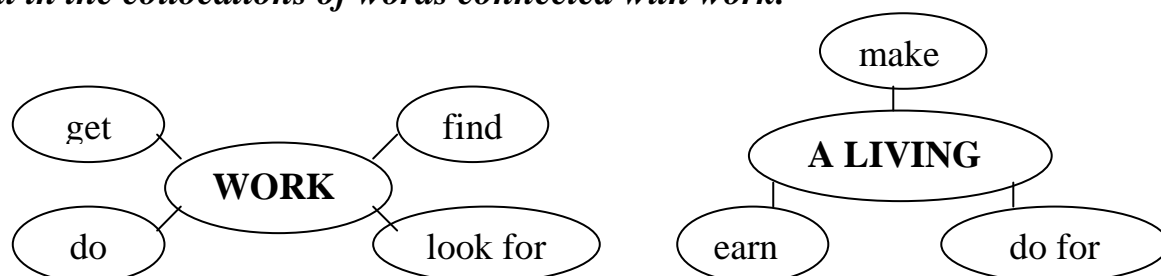 in the collocations of words connected with work.
make
get
find
A LIVING
WORK
do
look for
earn
do for